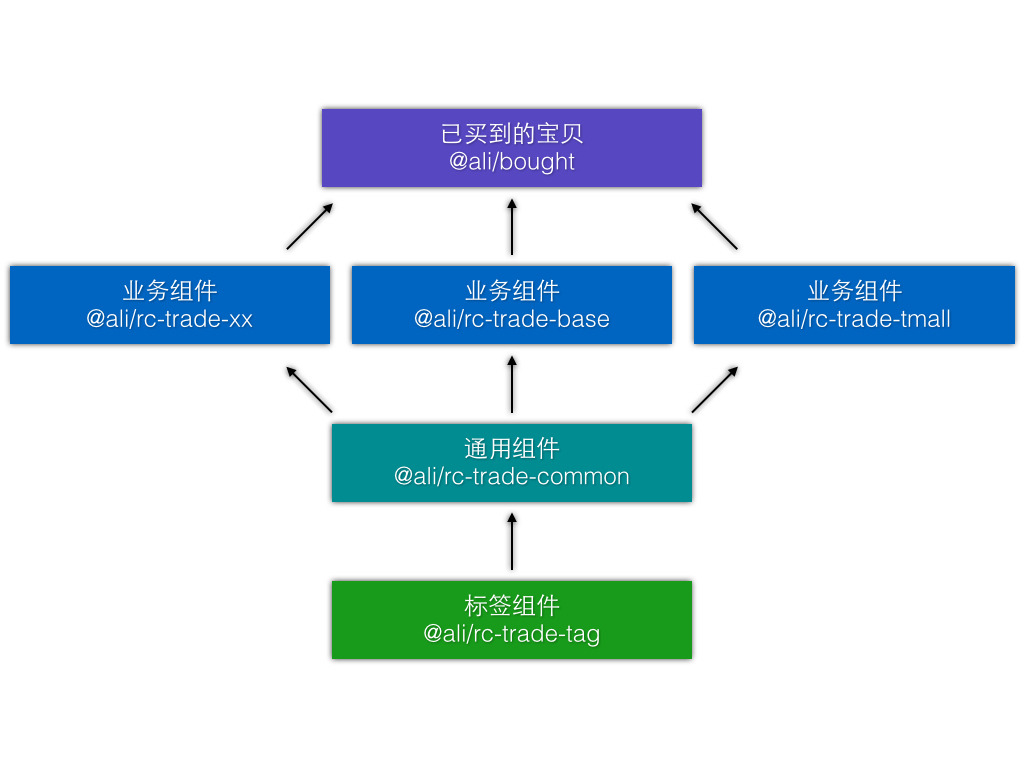 已买到的宝贝
@ali/bought
业务组件
@ali/rc-trade-xx
业务组件
@ali/rc-trade-base
业务组件
@ali/rc-trade-tmall
通用组件
@ali/rc-trade-common
标签组件
@ali/rc-trade-tag